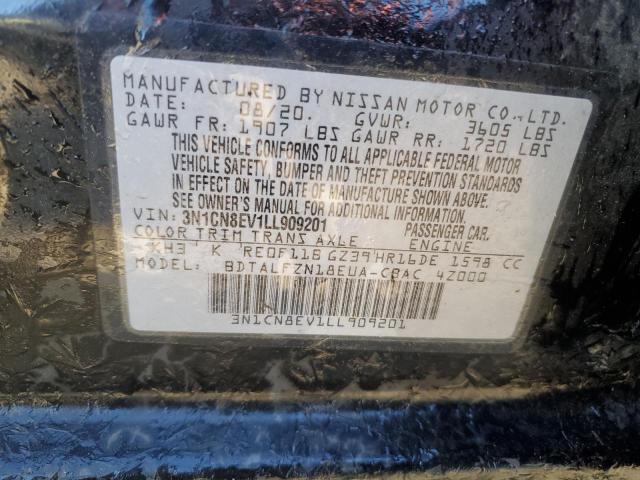 MANUFACTURED BY NISSAN MOTOR CO., LTD.
DATE: 08/20. GVWR: 3605 LBS
GAWR FR: 1907 LBS GAWR RR: 1720 LBS
THIS VEHICLE CONFORMS TO ALL APPLICABLE FEDERAL MOTOR
VEHICLE SAFETY, BUMPER AND THEFT PREVENTION STANDARDS
IN EFFECT ON THE DATE OF MANUFACTURE SHOWN ABOVE.
SEE OWNER'S MANUAL FOR ADDITIONAL INFORMATION
VIN: 3N1CN8EV1LL909201 PASSENGER CAR.
COLOR TRIM TRANS AXLE ENGINE
K RE0F11B GZ39 HR16DE 1598 CC
MODEL: BDTALFZN18EUA-CBAC 4Z000
3N1CN8EV1LL909201